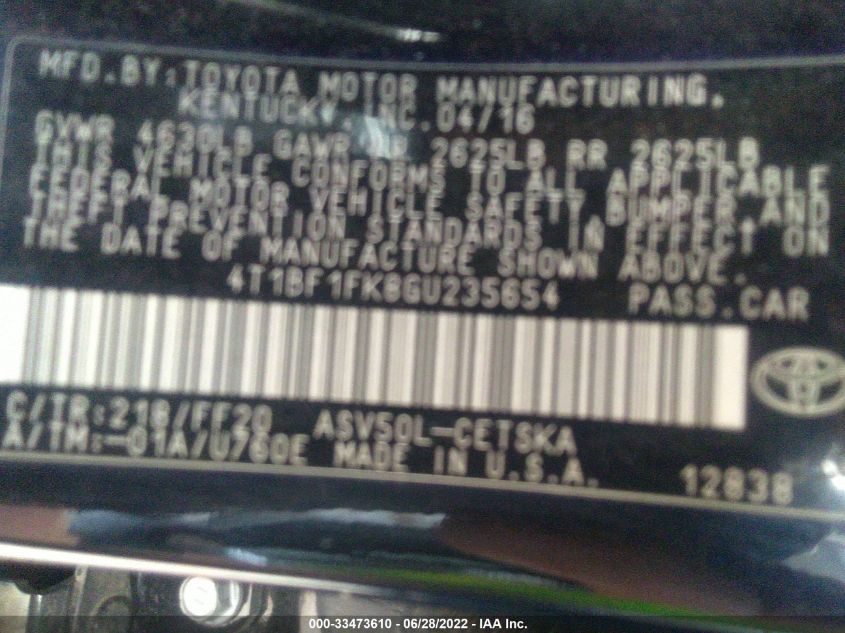 MFD. BY: TOYOTA MOTOR MANUFACTURING,
KENTUCKY, INC. 04/16
GVWR 4630LB GAWR 2625LB RR 2625LB
THIS VEHICLE CONFORMS TO ALL APPLICABLE
FEDERAL MOTOR VEHICLE SAFETY, BUMPER, AND
THEFT PREVENTION STANDARDS IN EFFECT ON
THE DATE OF MANUFACTURE SHOWN ABOVE.
4T1BF1FK8GU235654 PASS. CAR
C/TR: 218/FF20 ASV50L-CETSKA
A/TM: -01A/U760E MADE IN U.S.A.
12838
000-33473610 / 06/28/2022 - IAA Inc.